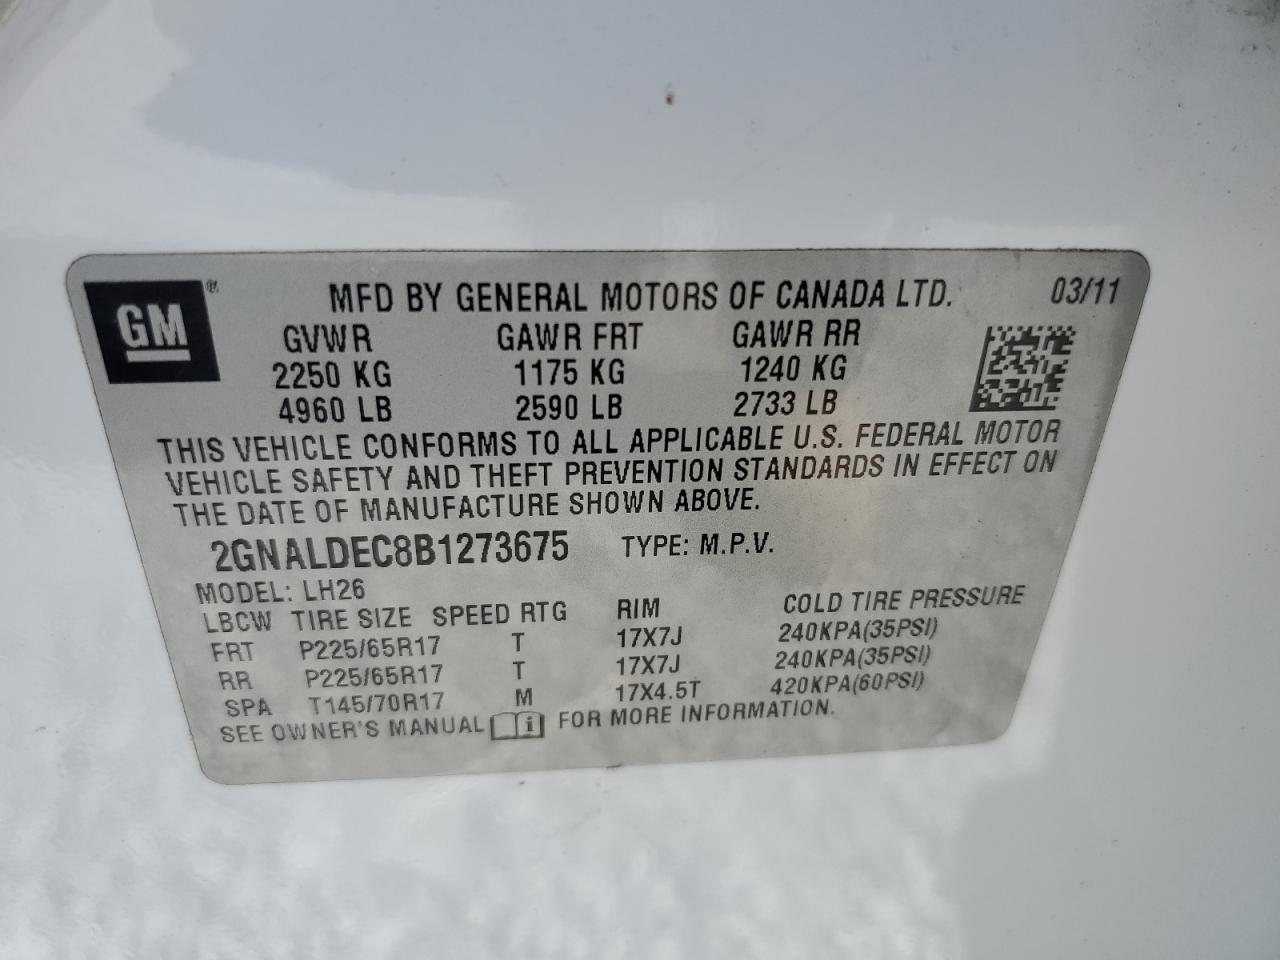 GM®
MFD BY GENERAL MOTORS OF CANADA LTD. 03/11
GVWR GAWR FRT GAWR RR
2250 KG 1175 KG 1240 KG
4960 LB 2590 LB 2733 LB
THIS VEHICLE CONFORMS TO ALL APPLICABLE U.S. FEDERAL MOTOR
VEHICLE SAFETY AND THEFT PREVENTION STANDARDS IN EFFECT ON
THE DATE OF MANUFACTURE SHOWN ABOVE.
2GNALDEC8B1273675 TYPE: M.P.V.
MODEL: LH26
LBCW TIRE SIZE SPEED RTG RIM COLD TIRE PRESSURE
FRT P225/65R17 T 17X7J 240KPA(35PSI)
RR P225/65R17 T 17X7J 240KPA(35PSI)
SPA T145/70R17 M 17X4.5T 420KPA(60PSI)
SEE OWNER'S MANUAL i FOR MORE INFORMATION.